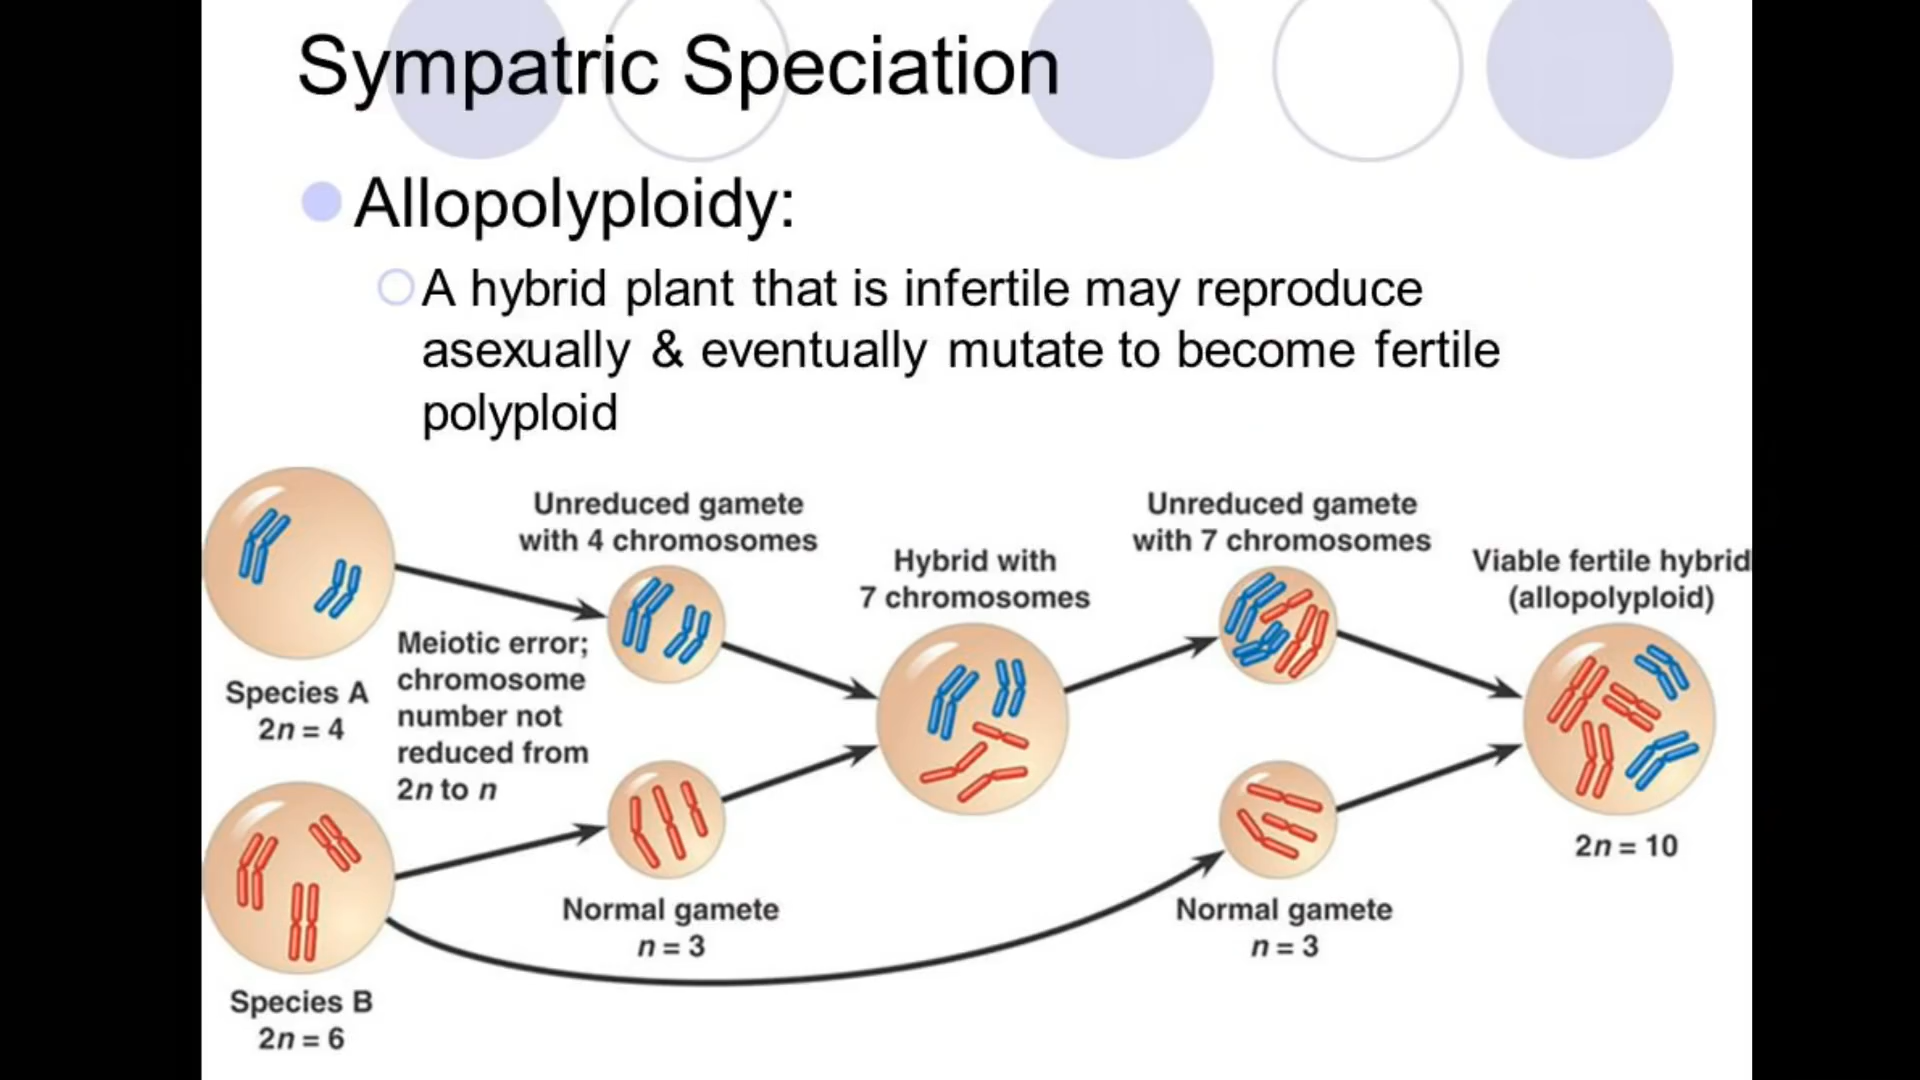 Sympatric Speciation
Allopolyploidy:
A hybrid plant that is infertile may reproduce
asexually & eventually mutate to become fertile
polyploid
Unreduced gamete
with 4 chromosomes
Unreduced gamete
with 7 chromosomes
Hybrid with
7 chromosomes
Viable fertile hybrid
(allopolyploid)
Meiotic error;
chromosome
number not
reduced from
2n to n
Species A
2n = 4
2n = 10
Normal gamete
n = 3
Normal gamete
n = 3
Species B
2n = 6